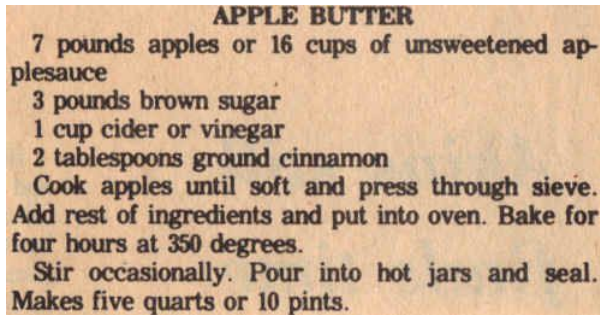 APPLE BUTTER
7 pounds apples or 16 cups of unsweetened ap-
plesauce
3 pounds brown sugar
1 cup cider or vinegar
2 tablespoons ground cinnamon
Cook apples until soft and press through sieve.
Add rest of ingredients and put into oven. Bake for
four hours at 350 degrees.
Stir occasionally. Pour into hot jars and seal.
Makes five quarts or 10 pints.